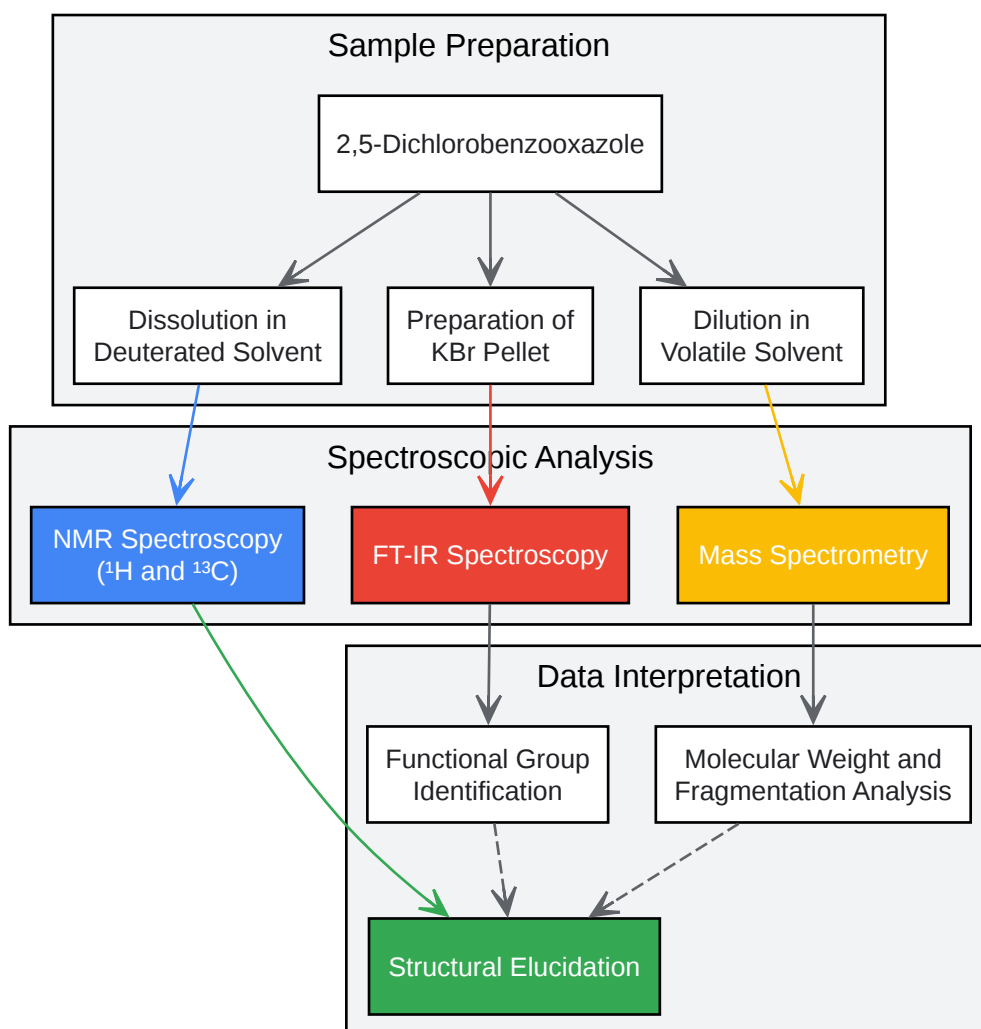 Sample Preparation
2,5-Dichlorobenzooxazole
Dissolution in
Deuterated Solvent
Preparation of
KBr Pellet
Dilution in
Volatile Solvent
Spectroscopic Analysis
NMR Spectroscopy
(¹H and ¹³C)
FT-IR Spectroscopy
Mass Spectrometry
Data Interpretation
Functional Group
Identification
Molecular Weight and
Fragmentation Analysis
Structural Elucidation